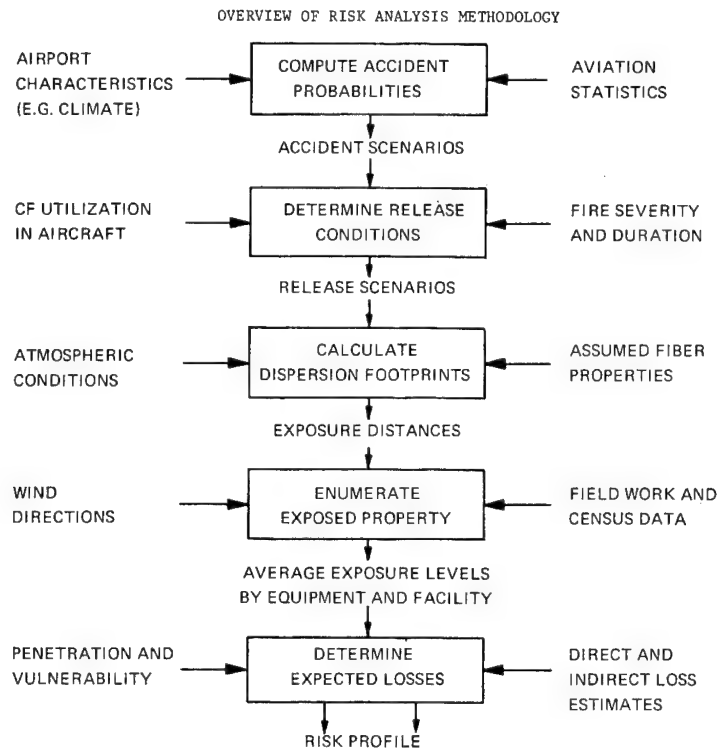 OVERVIEW OF RISK ANALYSIS METHODOLOGY
AIRPORT
CHARACTERISTICS
(E.G. CLIMATE)
COMPUTE ACCIDENT
PROBABILITIES
AVIATION
STATISTICS
ACCIDENT SCENARIOS
CF UTILIZATION
IN AIRCRAFT
DETERMINE RELEASE
CONDITIONS
FIRE SEVERITY
AND DURATION
RELEASE SCENARIOS
ATMOSPHERIC
CONDITIONS
CALCULATE
DISPERSION FOOTPRINTS
ASSUMED FIBER
PROPERTIES
EXPOSURE DISTANCES
WIND
DIRECTIONS
ENUMERATE
EXPOSED PROPERTY
FIELD WORK AND
CENSUS DATA
AVERAGE EXPOSURE LEVELS
BY EQUIPMENT AND FACILITY
PENETRATION AND
VULNERABILITY
DETERMINE
EXPECTED LOSSES
DIRECT AND
INDIRECT LOSS
ESTIMATES
RISK PROFILE